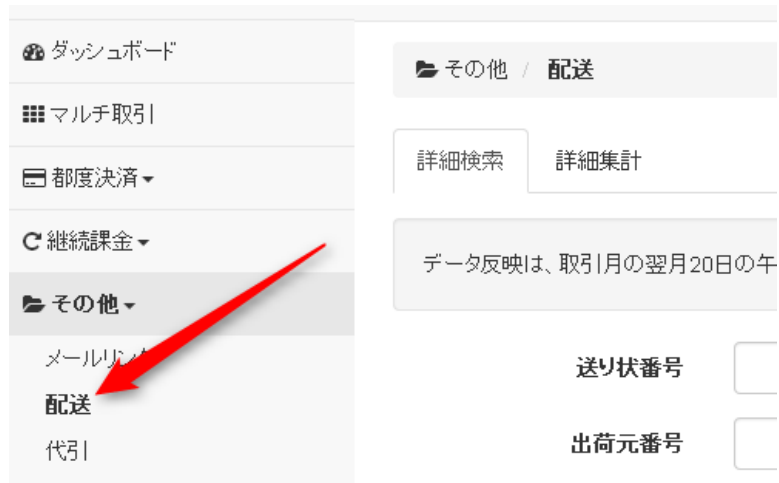 ダッシュボード
マルチ取引
都度決済
継続課金
その他
メールリンク
配送
代引
その他 / 配送
詳細検索 詳細集計
データ反映は、取引月の翌月20日の午
送り状番号
出荷元番号